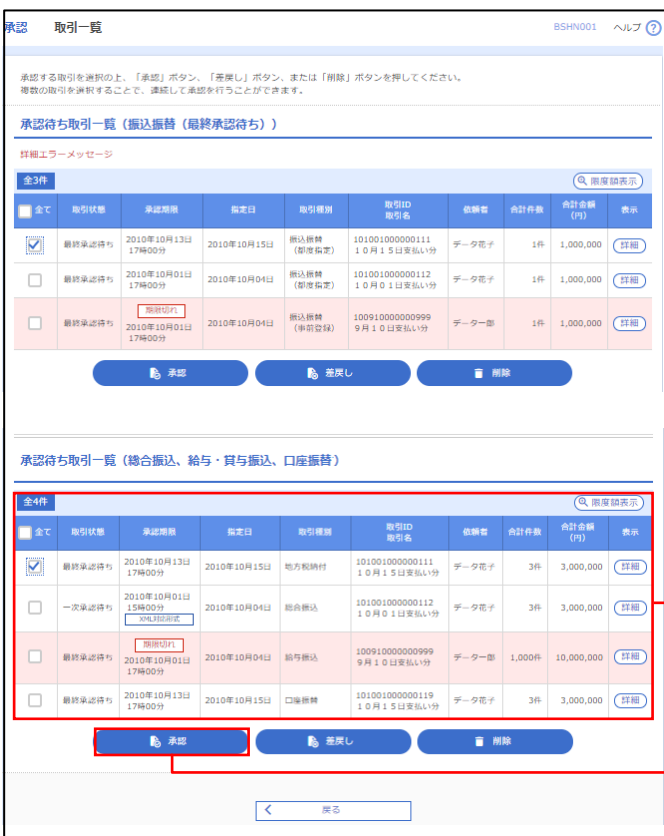 承認 取引一覧 BSHN001 ヘルプ ?
承認する取引を選択の上、「承認」ボタン、「差戻し」ボタン、または「削除」ボタンを押してください。
複数の取引を選択することで、連続して承認を行うことができます。
承認待ち取引一覧（振込振替（最終承認待ち））
詳細エラーメッセージ
全3件 限度額表示
全て 取引状態 承認期限 指定日 取引種別 取引ID 依頼者 合計件数 合計金額 表示
取引名 (円)
最終承認待ち 2010年10月13日 2010年10月15日 振込振替 101001000000111 データ花子 1件 1,000,000 詳細
17時00分 （都度指定） １０月１５日支払い分
最終承認待ち 2010年10月01日 2010年10月04日 振込振替 101001000000112 データ花子 1件 1,000,000 詳細
17時00分 （都度指定） １０月０１日支払い分
期限切れ
最終承認待ち 2010年10月01日 2010年10月04日 振込振替 100910000000999 データ一郎 1件 1,000,000 詳細
17時00分 （事前登録） ９月１０日支払い分
承認 差戻し 削除
承認待ち取引一覧（総合振込、給与・賞与振込、口座振替）
全4件 限度額表示
全て 取引状態 承認期限 指定日 取引種別 取引ID 依頼者 合計件数 合計金額 表示
取引名 (円)
最終承認待ち 2010年10月13日 2010年10月15日 地方税納付 101001000000111 データ花子 3件 3,000,000 詳細
17時00分 １０月１５日支払い分
一次承認待ち 2010年10月01日 2010年10月04日 総合振込 101001000000112 データ花子 3件 3,000,000 詳細
15時00分 １０月０１日支払い分
XML対応形式
期限切れ
最終承認待ち 2010年10月01日 2010年10月04日 給与振込 100910000000999 データ一郎 1,000件 10,000,000 詳細
17時00分 ９月１０日支払い分
最終承認待ち 2010年10月13日 2010年10月15日 口座振替 101001000000119 データ花子 3件 3,000,000 詳細
17時00分 １０月１５日支払い分
承認 差戻し 削除
戻る